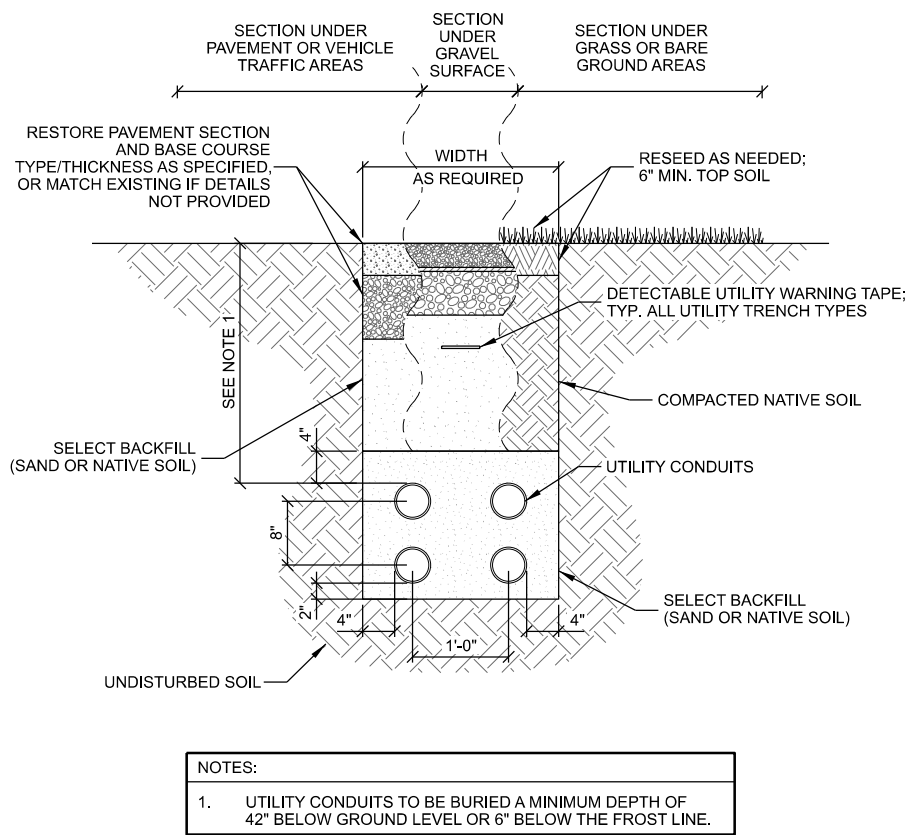 SECTION UNDER
PAVEMENT OR VEHICLE
TRAFFIC AREAS
SECTION
UNDER
GRAVEL
SURFACE
SECTION UNDER
GRASS OR BARE
GROUND AREAS
RESTORE PAVEMENT SECTION
AND BASE COURSE
TYPE/THICKNESS AS SPECIFIED,
OR MATCH EXISTING IF DETAILS
NOT PROVIDED
WIDTH
AS REQUIRED
RESEED AS NEEDED;
6" MIN. TOP SOIL
DETECTABLE UTILITY WARNING TAPE;
TYP. ALL UTILITY TRENCH TYPES
SEE NOTE 1
COMPACTED NATIVE SOIL
SELECT BACKFILL
(SAND OR NATIVE SOIL)
4"
UTILITY CONDUITS
8"
2"
4"
1'-0"
4"
SELECT BACKFILL
(SAND OR NATIVE SOIL)
UNDISTURBED SOIL
NOTES:
1. UTILITY CONDUITS TO BE BURIED A MINIMUM DEPTH OF
42" BELOW GROUND LEVEL OR 6" BELOW THE FROST LINE.